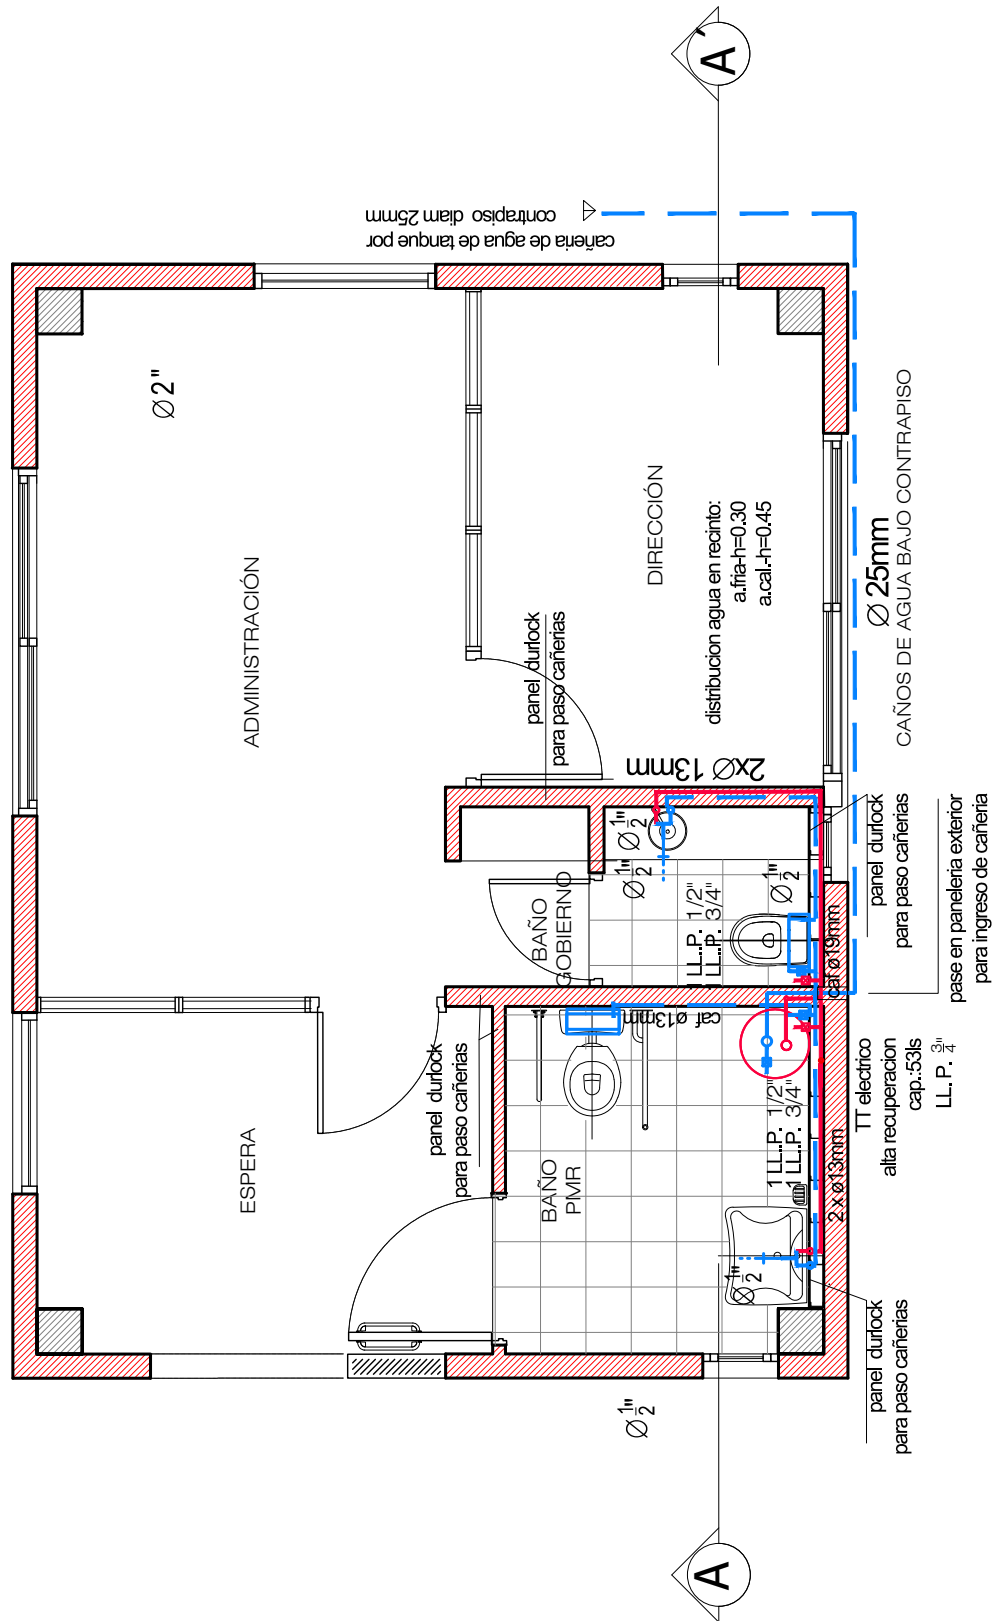 A'
cañeria de agua de tanque por
contrapiso  diam 25mm
Ø 2"
ADMINISTRACIÓN
DIRECCIÓN
distribucion agua en recinto:
a.fria-h=0.30
a.cal.-h=0.45
panel  durlock
para paso cañerias
Ø 25mm
CAÑOS DE AGUA BAJO CONTRAPISO
2xØ 13mm
Ø 1/2"
Ø 1/2"
Ø 1/2"
BAÑO
GOBIERNO
1 LL.P.  1/2"
1 LL.P.  3/4"
caf ø19mm
panel  durlock
para paso cañerias
pase en paneleria exterior
para ingreso de cañeria
caf  ø13mm
panel  durlock
para paso cañerias
ESPERA
BAÑO
PMR
1 LL.P.  1/2"
1 LL.P.  3/4"
2 x ø13mm
TT electrico
alta recuperacion
cap.:53ls
LL. P. 3/4"
Ø 1/2"
panel  durlock
para paso cañerias
Ø 1/2"
A